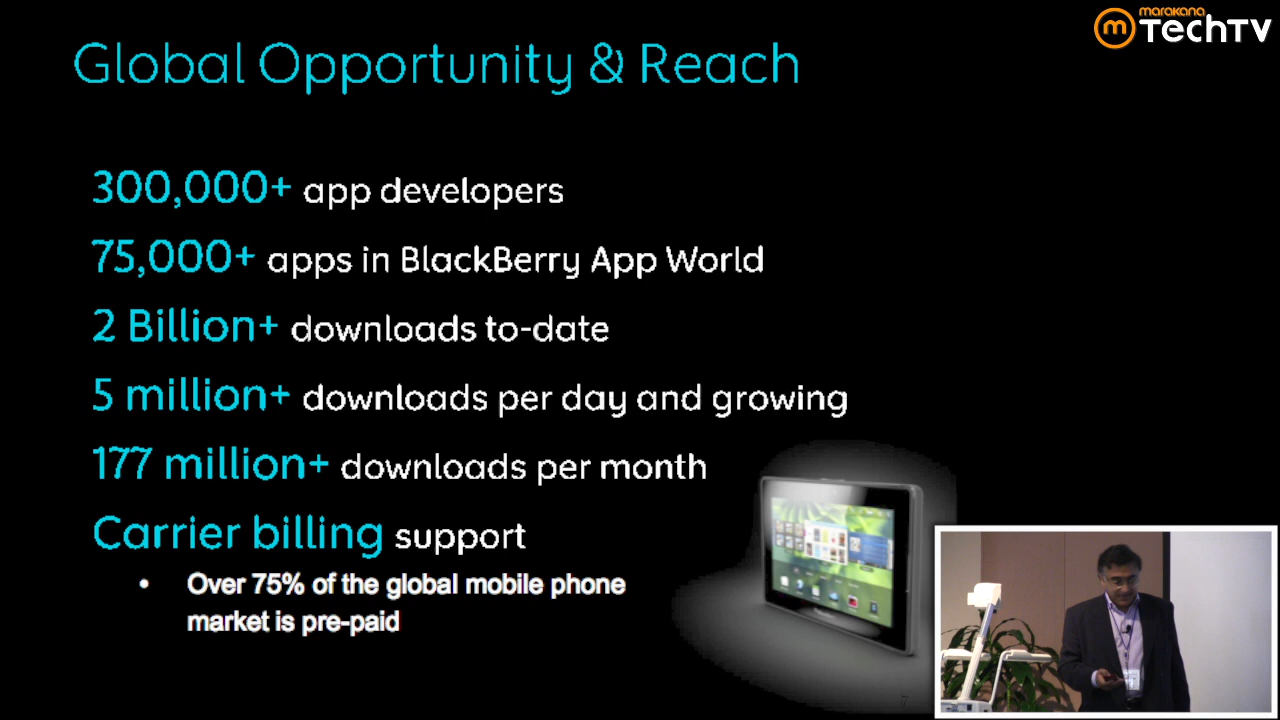 marakana
m TechTV
Global Opportunity & Reach
300,000+ app developers
75,000+ apps in BlackBerry App World
2 Billion+ downloads to-date
5 million+ downloads per day and growing
177 million+ downloads per month
Carrier billing support
• Over 75% of the global mobile phone
market is pre-paid
7